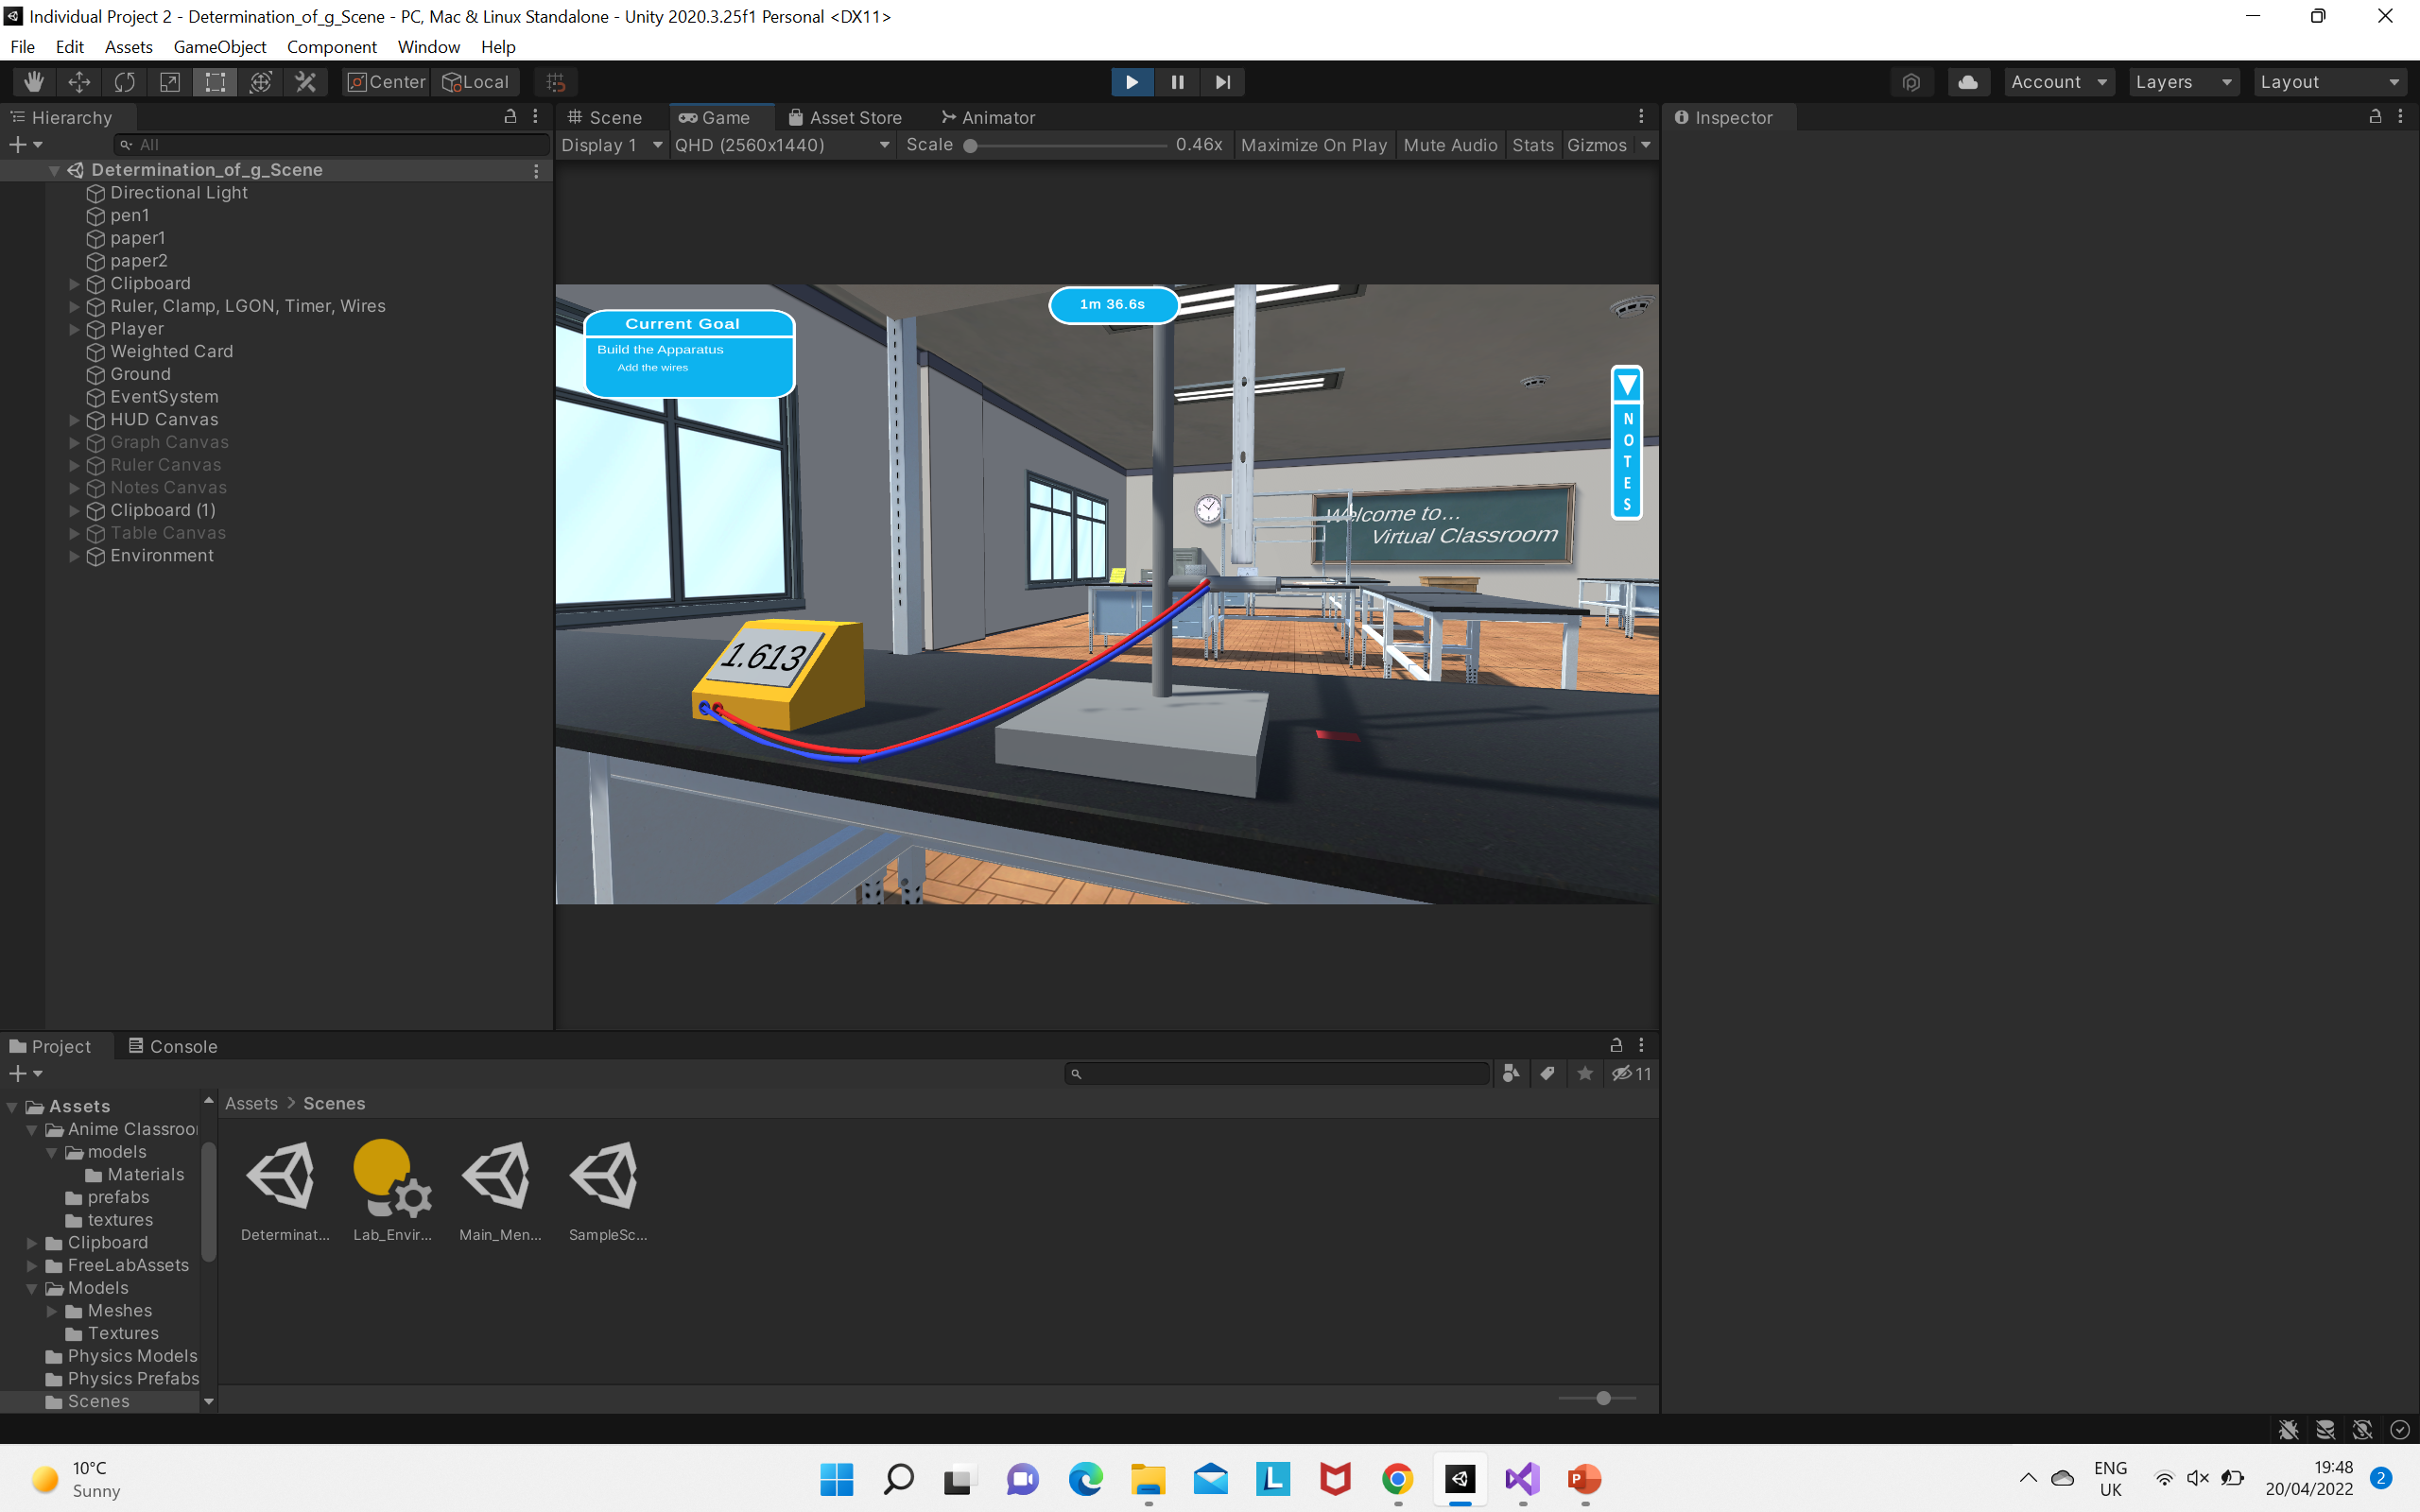 Individual Project 2 - Determination_of_g_Scene - PC, Mac & Linux Standalone - Unity 2020.3.25f1 Personal <DX11>
File Edit Assets GameObject Component Window Help
Center Local Account Layers Layout
Hierarchy
All
Determination_of_g_Scene
Directional Light
pen1
paper1
paper2
Clipboard
Ruler, Clamp, LGON, Timer, Wires
Player
Weighted Card
Ground
EventSystem
HUD Canvas
Graph Canvas
Ruler Canvas
Notes Canvas
Clipboard (1)
Table Canvas
Environment
Scene Game Asset Store Animator
Display 1 QHD (2560x1440) Scale 0.46x Maximize On Play Mute Audio Stats Gizmos
1m 36.6s
Current Goal
Build the Apparatus
Add the wires
NOTES
Welcome to...
Virtual Classroom
1.613
Inspector
Project Console
11
Assets
Anime Classroo
models
Materials
prefabs
textures
Clipboard
FreeLabAssets
Models
Meshes
Textures
Physics Models
Physics Prefabs
Scenes
Assets > Scenes
Determinat... Lab_Envir... Main_Men... SampleSc...
10°C
Sunny
L
P
ENG
UK
19:48
20/04/2022
2